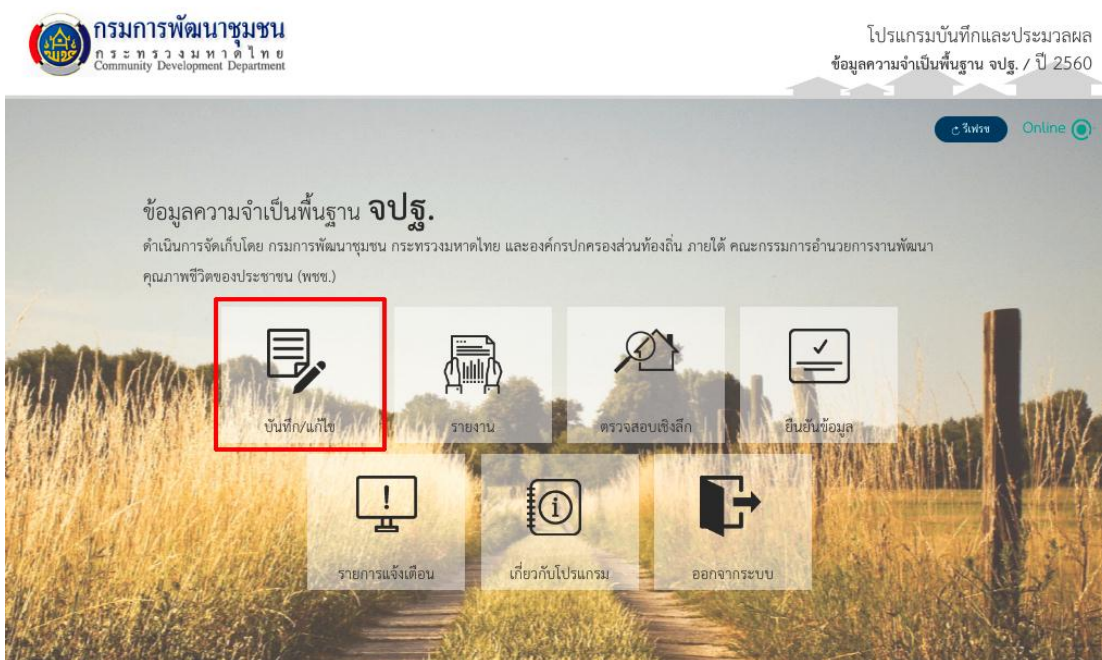 กรมการพัฒนาชุมชน
กระทรวงมหาดไทย
Community Development Department
โปรแกรมบันทึกและประมวลผล
ข้อมูลความจำเป็นพื้นฐาน จปฐ. / ปี 2560
รีเฟรช Online
ข้อมูลความจำเป็นพื้นฐาน จปฐ.
ดำเนินการจัดเก็บโดย กรมการพัฒนาชุมชน กระทรวงมหาดไทย และองค์กรปกครองส่วนท้องถิ่น ภายใต้ คณะกรรมการอำนวยการงานพัฒนา
คุณภาพชีวิตของประชาชน (พชช.)
บันทึก/แก้ไข รายงาน ตรวจสอบเชิงลึก ยืนยันข้อมูล
รายการแจ้งเตือน เกี่ยวกับโปรแกรม ออกจากระบบ